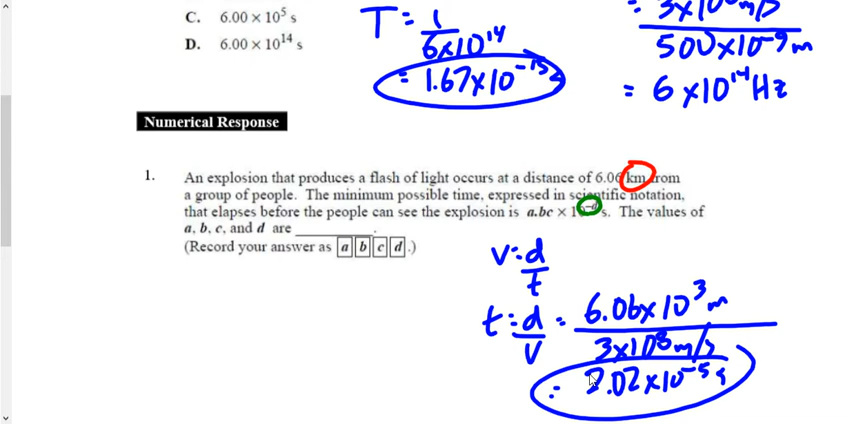 C. 6.00 × 10⁵ s
D. 6.00 × 10¹⁴ s
T = 1 / 6×10¹⁴
= 1.67×10⁻¹⁵ s
= 3×10⁸ m/s / 500×10⁻⁹ m
= 6×10¹⁴ Hz
Numerical Response
1. An explosion that produces a flash of light occurs at a distance of 6.06 km from
a group of people. The minimum possible time, expressed in scientific notation,
that elapses before the people can see the explosion is a.bc × 10⁻ᵈ s. The values of
a, b, c, and d are __________.
(Record your answer as a b c d .)
v = d / t
t = d / v = 6.06×10³ m / 3×10⁸ m/s
= 2.02×10⁻⁵ s